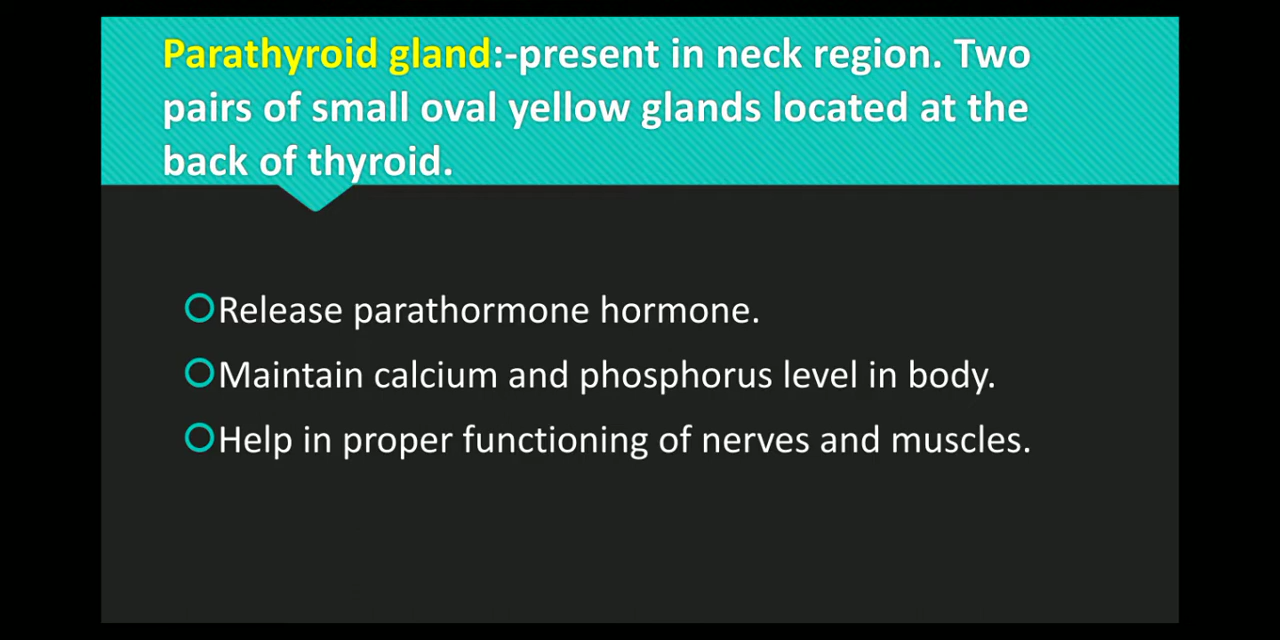 Parathyroid gland:-present in neck region. Two
pairs of small oval yellow glands located at the
back of thyroid.
Release parathormone hormone.
Maintain calcium and phosphorus level in body.
Help in proper functioning of nerves and muscles.